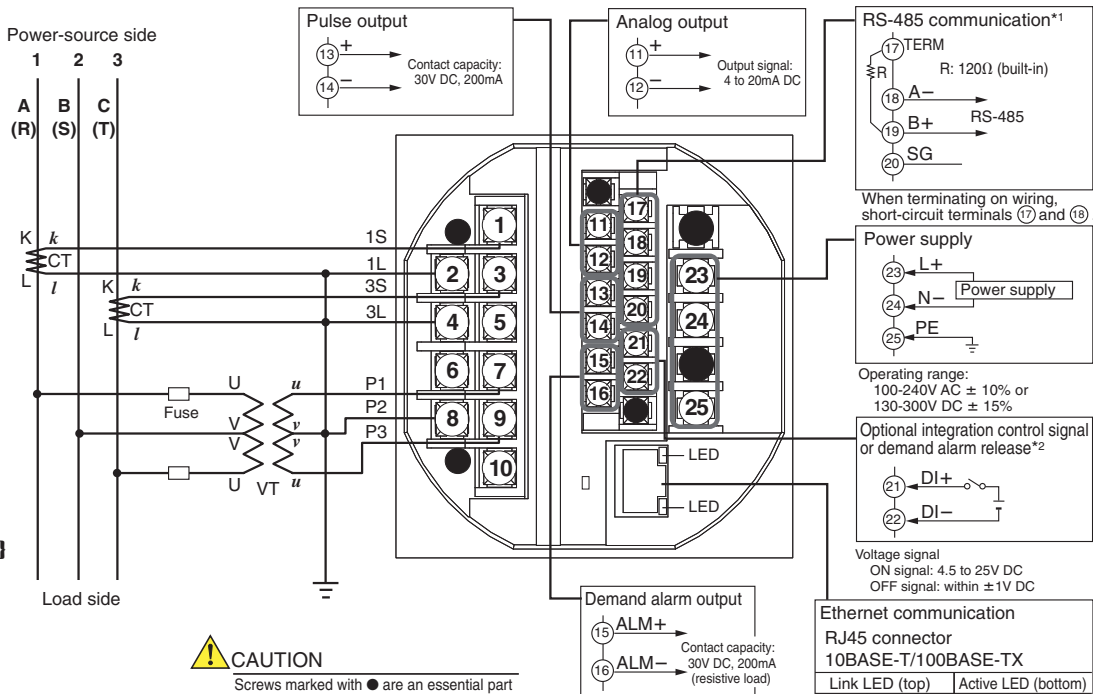 Power-source side
1 2 3
A B C
(R) (S) (T)
K k
CT
L l
K k
CT
L l
1S
1L
3S
3L
P1
P2
P3
U u
Fuse
V v
V v
U VT u
Load side
Pulse output
13 +
14 −
Contact capacity:
30V DC, 200mA
Analog output
11 +
12 −
Output signal:
4 to 20mA DC
RS-485 communication*1
17 TERM
R
R: 120Ω (built-in)
18 A−
RS-485
19 B+
20 SG
When terminating on wiring,
short-circuit terminals 17 and 18
Power supply
23 L+
Power supply
24 N−
25 PE
Operating range:
100-240V AC ± 10% or
130-300V DC ± 15%
Optional integration control signal
or demand alarm release*2
21 DI+
22 DI−
Voltage signal
ON signal: 4.5 to 25V DC
OFF signal: within ±1V DC
Ethernet communication
RJ45 connector
10BASE-T/100BASE-TX
Link LED (top) Active LED (bottom)
Demand alarm output
15 ALM+
16 ALM−
Contact capacity:
30V DC, 200mA
(resistive load)
1
2 3
4 5
6 7
8 9
10
11
12
13
14
15
16
17
18
19
20
21
22
23
24
25
LED
LED
! CAUTION
Screws marked with ● are an essential part